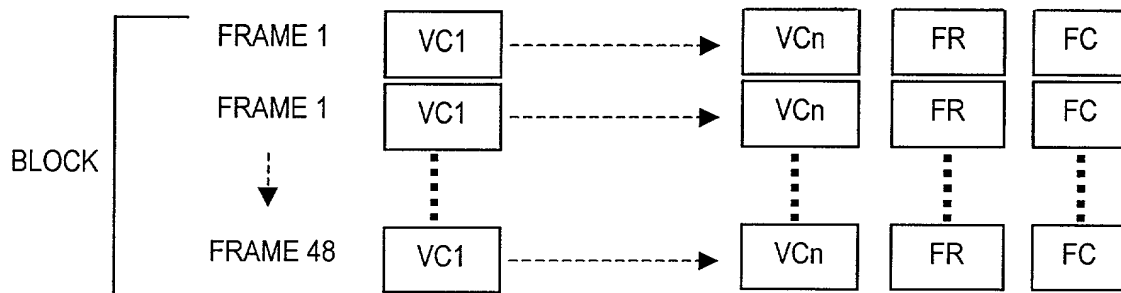 FRAME 1 VC1 VCn FR FC
FRAME 1 VC1 VCn FR FC
BLOCK
FRAME 48 VC1 VCn FR FC